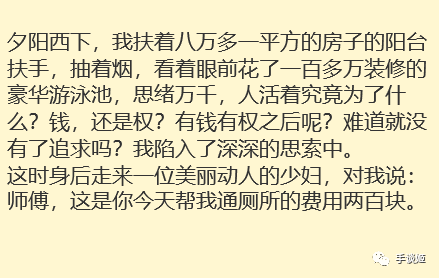 夕阳西下，我扶着八万多一平方的房子的阳台
扶手，抽着烟，看着眼前花了一百多万装修的
豪华游泳池，思绪万千，人活着究竟为了什
么？钱，还是权？有钱有权之后呢？难道就没
有了追求吗？我陷入了深深的思索中。
这时身后走来一位美丽动人的少妇，对我说：
师傅，这是你今天帮我通厕所的费用两百块。
手谈姬